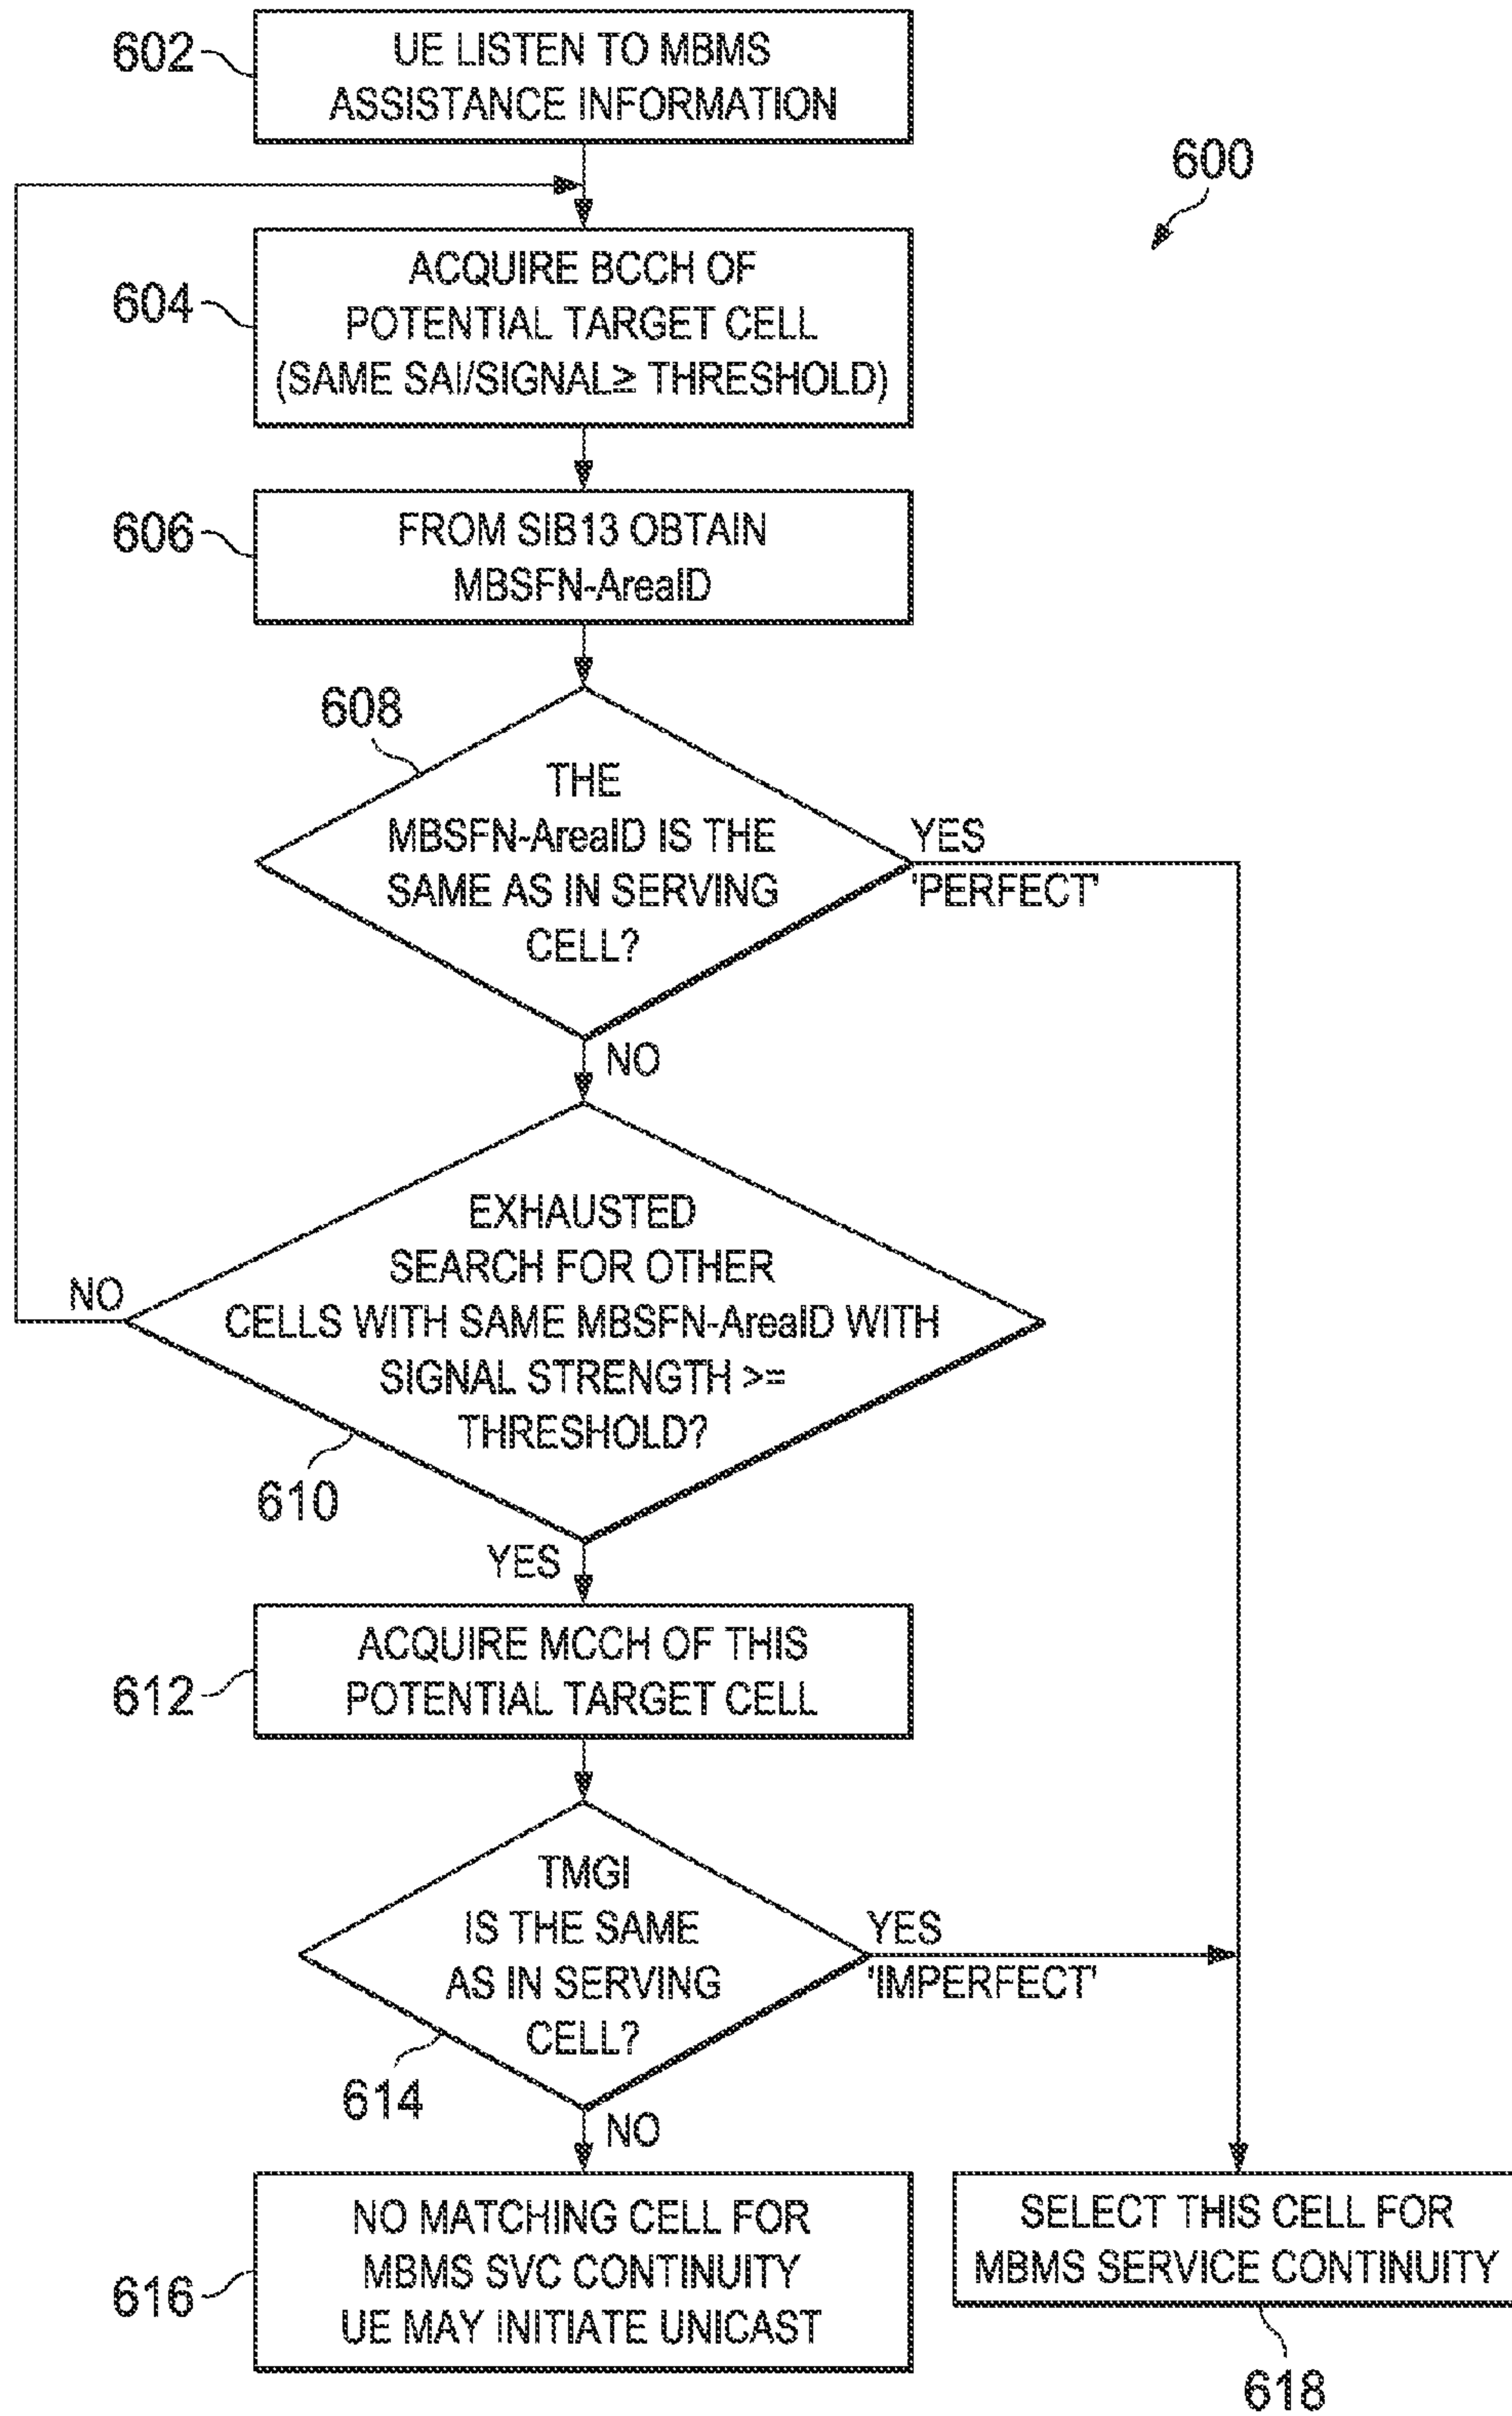 602
UE LISTEN TO MBMS
ASSISTANCE INFORMATION
600
604
ACQUIRE BCCH OF
POTENTIAL TARGET CELL
(SAME SAI/SIGNAL≥ THRESHOLD)
606
FROM SIB13 OBTAIN
MBSFN-AreaID
608
THE
MBSFN-AreaID IS THE
SAME AS IN SERVING
CELL?
YES
'PERFECT'
NO
EXHAUSTED
SEARCH FOR OTHER
CELLS WITH SAME MBSFN-AreaID WITH
SIGNAL STRENGTH >=
THRESHOLD?
NO
610
YES
612
ACQUIRE MCCH OF THIS
POTENTIAL TARGET CELL
TMGI
IS THE SAME
AS IN SERVING
CELL?
YES
'IMPERFECT'
614
NO
616
NO MATCHING CELL FOR
MBMS SVC CONTINUITY
UE MAY INITIATE UNICAST
SELECT THIS CELL FOR
MBMS SERVICE CONTINUITY
618